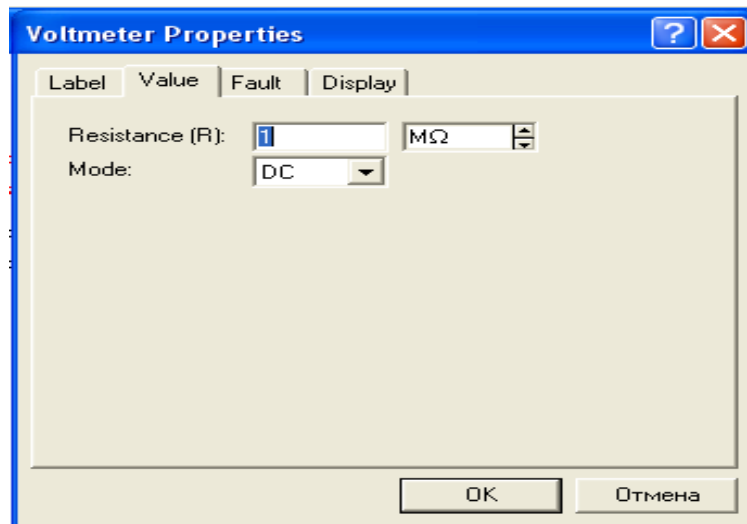 Voltmeter Properties
Label Value Fault Display
Resistance (R): 1 MΩ
Mode: DC
OK Отмена